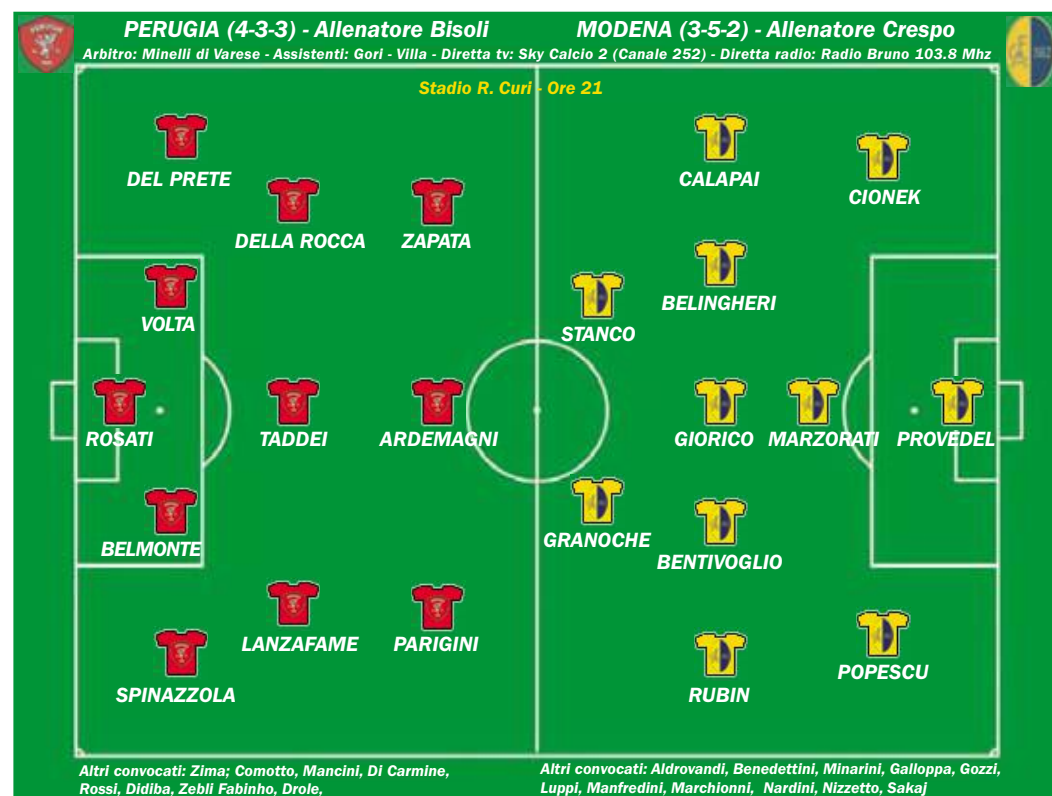 PERUGIA (4-3-3) - Allenatore Bisoli
MODENA (3-5-2) - Allenatore Crespo
Arbitro: Minelli di Varese - Assistenti: Gori - Villa - Diretta tv: Sky Calcio 2 (Canale 252) - Diretta radio: Radio Bruno 103.8 Mhz
Stadio R. Curi - Ore 21
DEL PRETE
DELLA ROCCA
ZAPATA
VOLTA
ROSATI
TADDEI
ARDEMAGNI
BELMONTE
LANZAFAME
PARIGINI
SPINAZZOLA
CALAPAI
CIONEK
BELINGHERI
STANCO
GIORICO
MARZORATI
PROVEDEL
GRANOCHE
BENTIVOGLIO
POPESCU
RUBIN
Altri convocati: Zima; Comotto, Mancini, Di Carmine,
Rossi, Didiba, Zebli Fabinho, Drole,
Altri convocati: Aldrovandi, Benedettini, Minarini, Galloppa, Gozzi,
Luppi, Manfredini, Marchionni, Nardini, Nizzetto, Sakaj